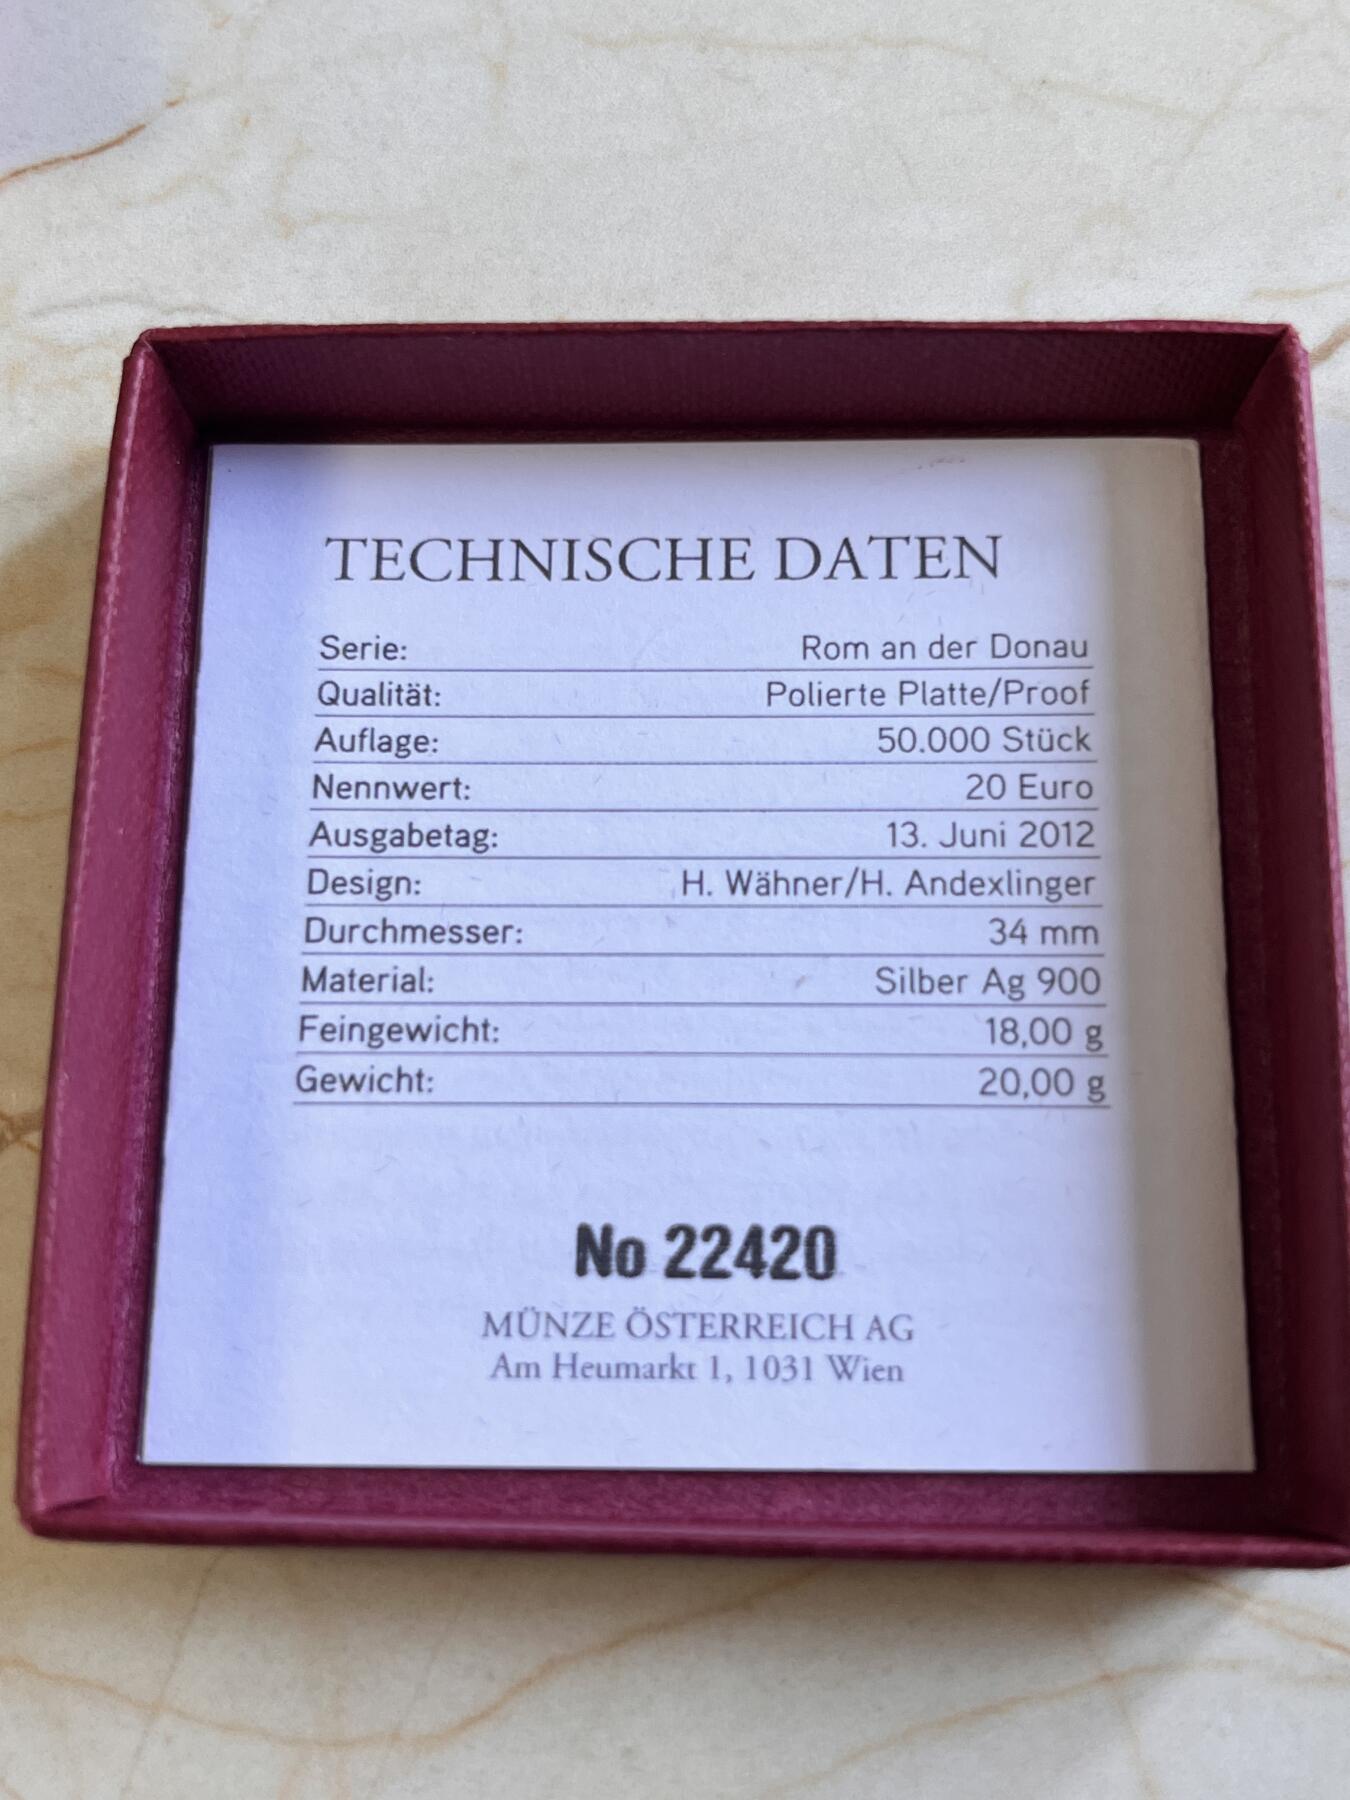 TECHNISCHE DATEN
Serie: Rom an der Donau
Qualität: Polierte Platte/Proof
Auflage: 50.000 Stück
Nennwert: 20 Euro
Ausgabetag: 13. Juni 2012
Design: H. Wähner/H. Andexlinger
Durchmesser: 34 mm
Material: Silber Ag 900
Feingewicht: 18,00 g
Gewicht: 20,00 g
No 22420
MÜNZE ÖSTERREICH AG
Am Heumarkt 1, 1031 Wien